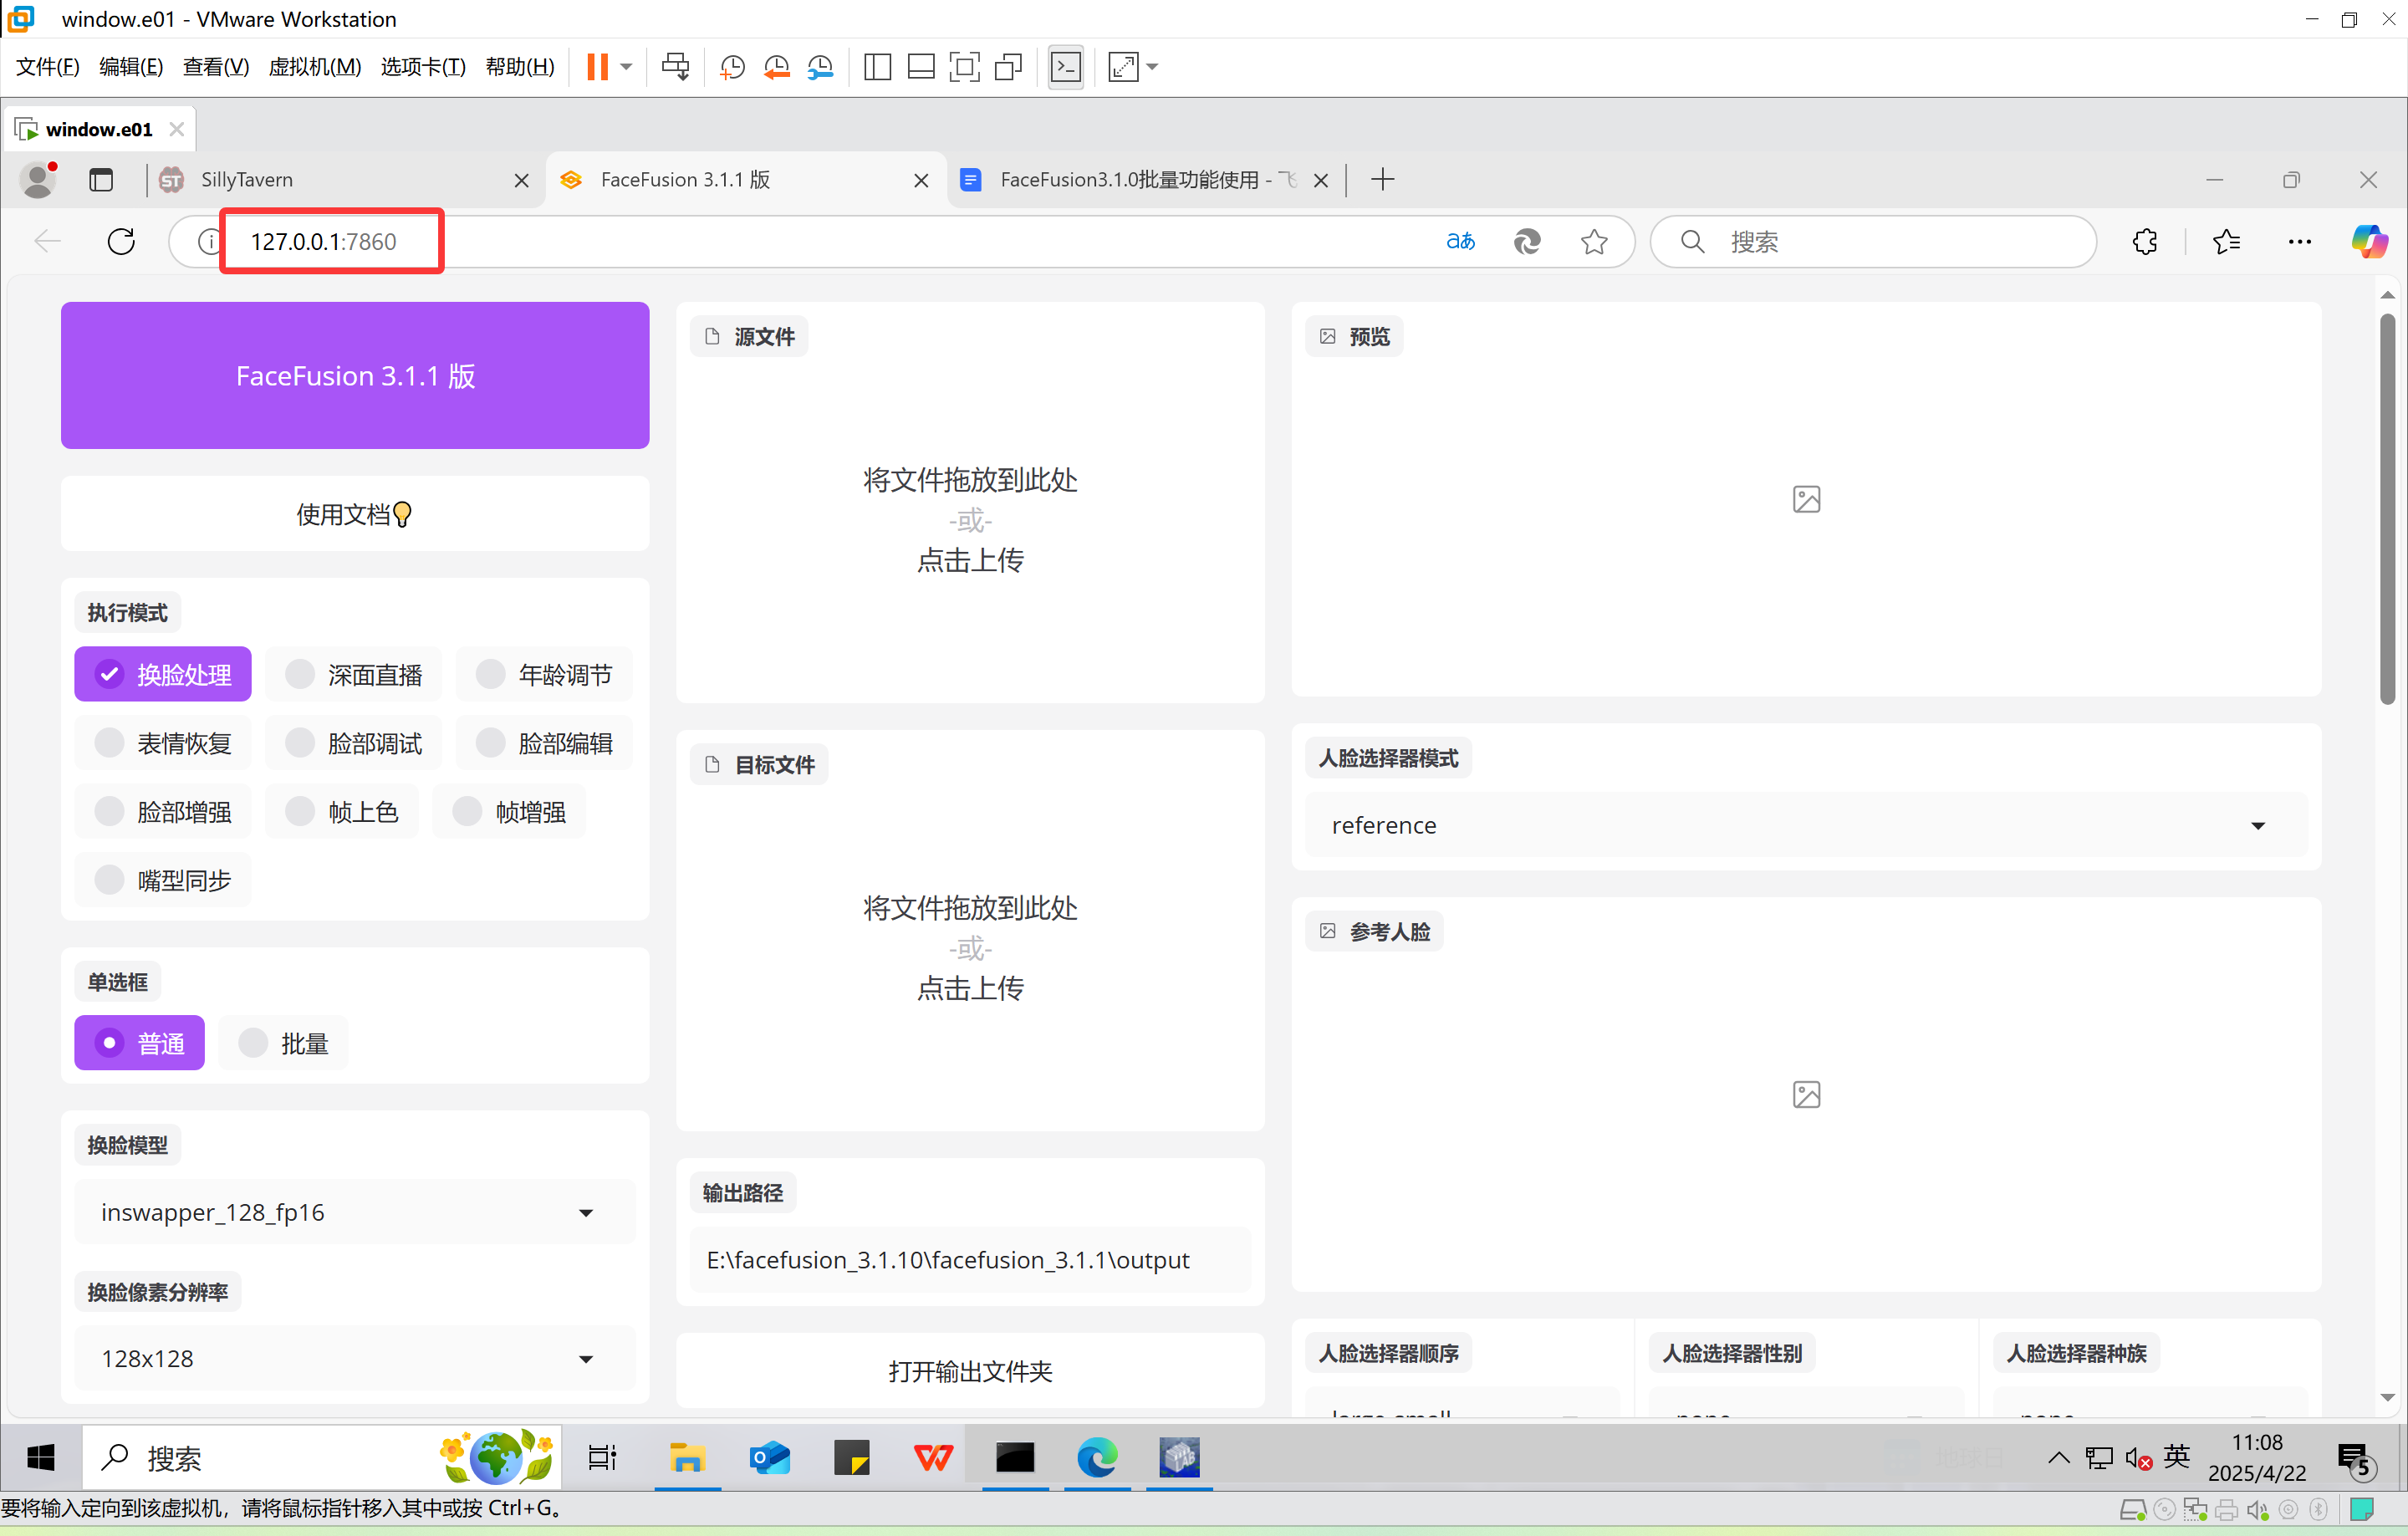 window.e01 - VMware Workstation
文件(F) 编辑(E) 查看(V) 虚拟机(M) 选项卡(T) 帮助(H)
window.e01
SillyTavern
FaceFusion 3.1.1 版
FaceFusion3.1.0批量功能使用 - 飞
127.0.0.1:7860
搜索
FaceFusion 3.1.1 版
使用文档
执行模式
换脸处理 深面直播 年龄调节
表情恢复 脸部调试 脸部编辑
脸部增强 帧上色 帧增强
嘴型同步
单选框
普通 批量
换脸模型
inswapper_128_fp16
换脸像素分辨率
128x128
源文件
将文件拖放到此处
-或-
点击上传
目标文件
将文件拖放到此处
-或-
点击上传
输出路径
E:\facefusion_3.1.10\facefusion_3.1.1\output
打开输出文件夹
预览
人脸选择器模式
reference
参考人脸
人脸选择器顺序 人脸选择器性别 人脸选择器种族
搜索
英
11:08
2025/4/22
5
要将输入定向到该虚拟机，请将鼠标指针移入其中或按 Ctrl+G。